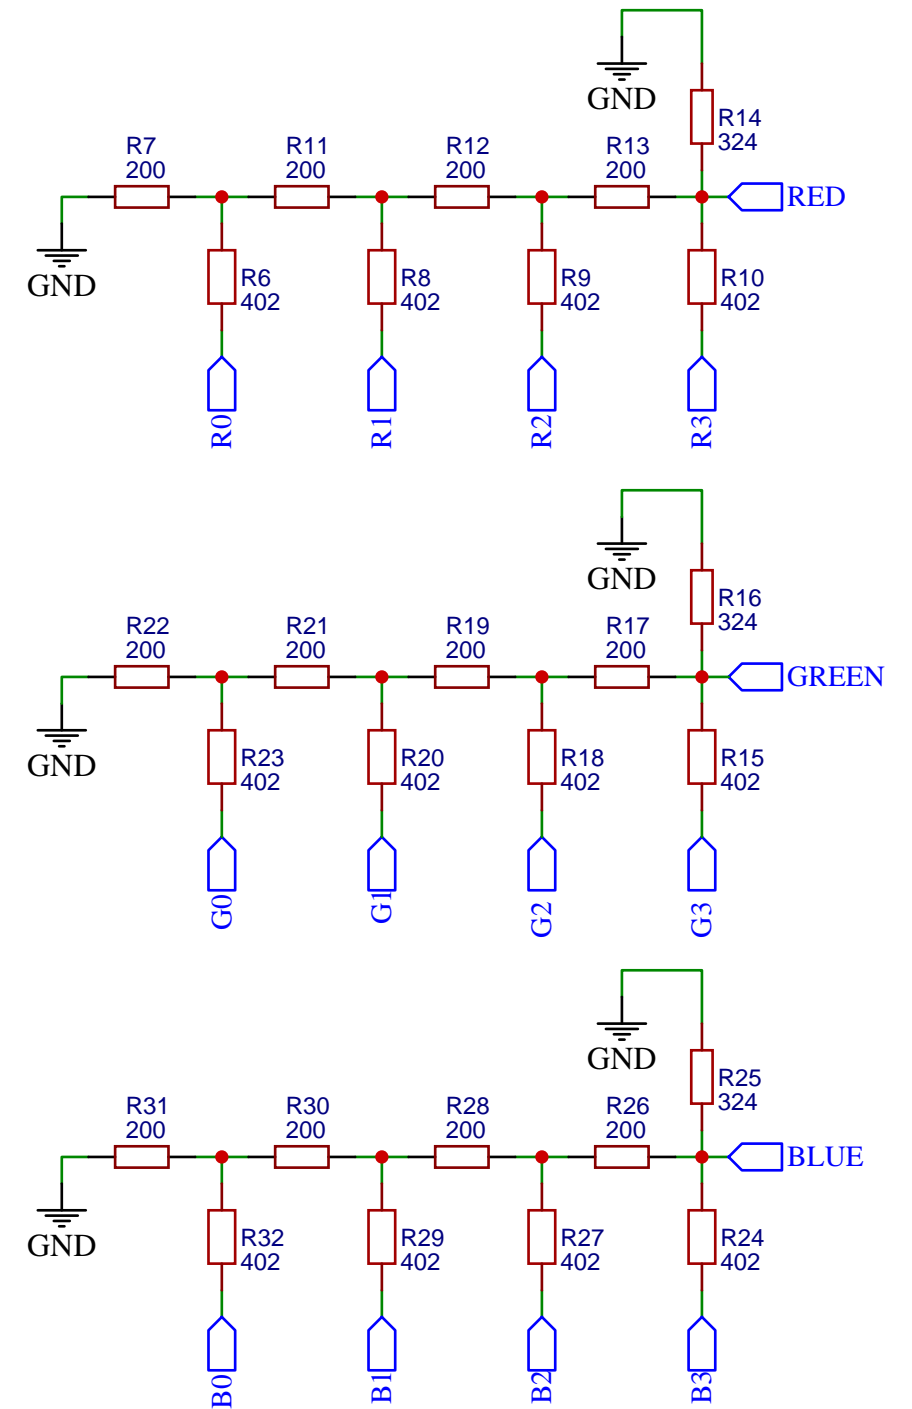 GND
R14
324
R7
200
R11
200
R12
200
R13
200
RED
GND
R6
402
R8
402
R9
402
R10
402
R0
R1
R2
R3
GND
R16
324
R22
200
R21
200
R19
200
R17
200
GREEN
GND
R23
402
R20
402
R18
402
R15
402
G0
G1
G2
G3
GND
R25
324
R31
200
R30
200
R28
200
R26
200
BLUE
GND
R32
402
R29
402
R27
402
R24
402
B0
B1
B2
B3